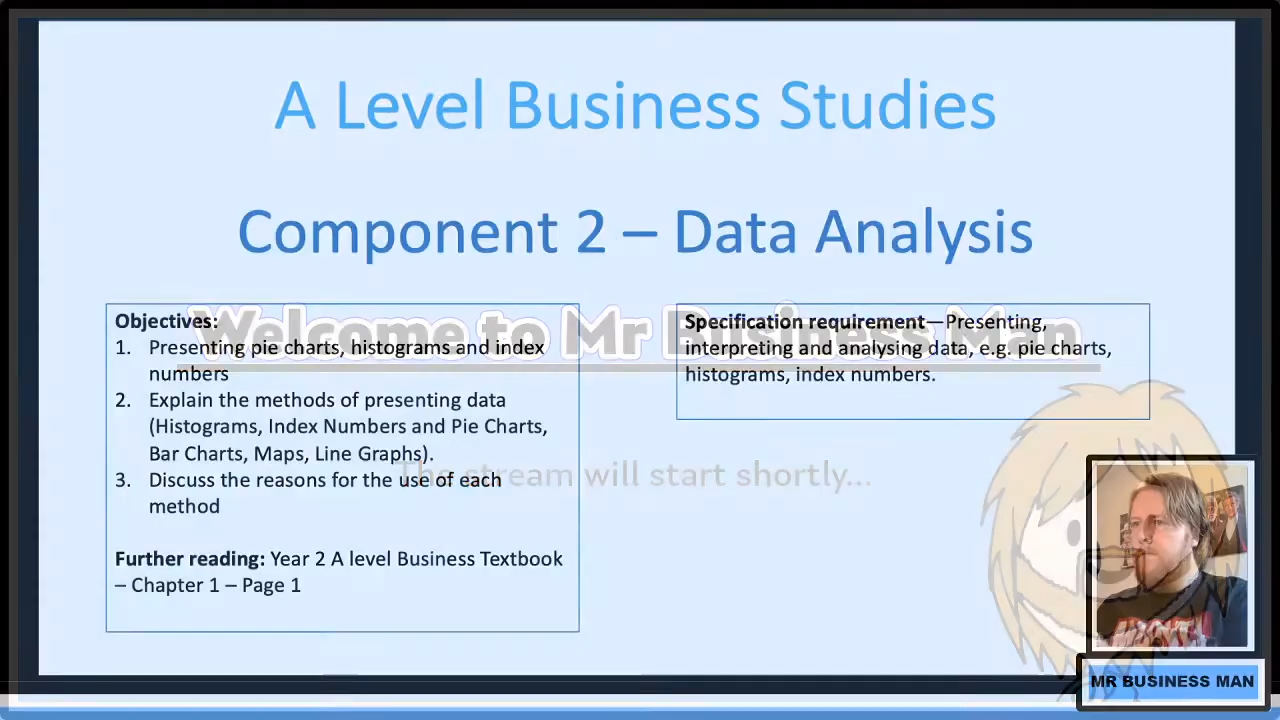 A Level Business Studies
Component 2 – Data Analysis
Welcome to Mr Business Man
Objectives:
1. Presenting pie charts, histograms and index
numbers
2. Explain the methods of presenting data
(Histograms, Index Numbers and Pie Charts,
Bar Charts, Maps, Line Graphs).
3. Discuss the reasons for the use of each
method
Further reading: Year 2 A level Business Textbook
– Chapter 1 – Page 1
Specification requirement—Presenting,
interpreting and analysing data, e.g. pie charts,
histograms, index numbers.
The stream will start shortly...
MR BUSINESS MAN